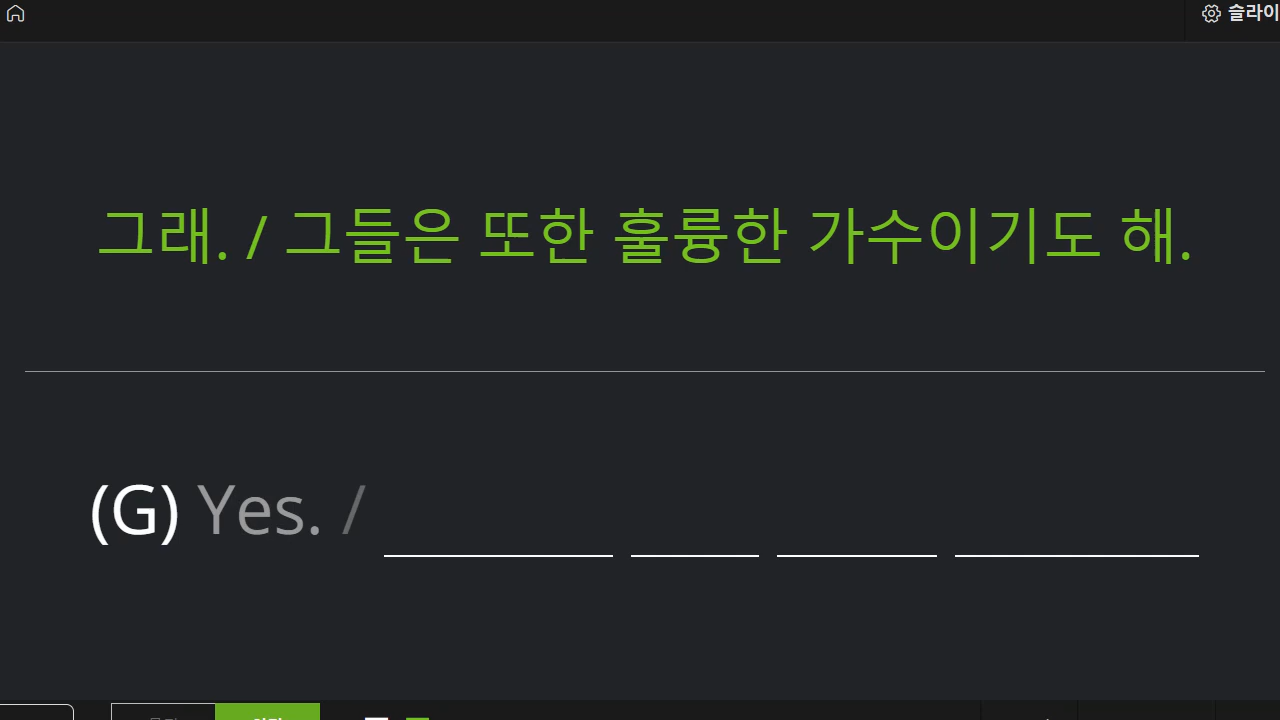 슬라이
그래. / 그들은 또한 훌륭한 가수이기도 해.
(G) Yes. /